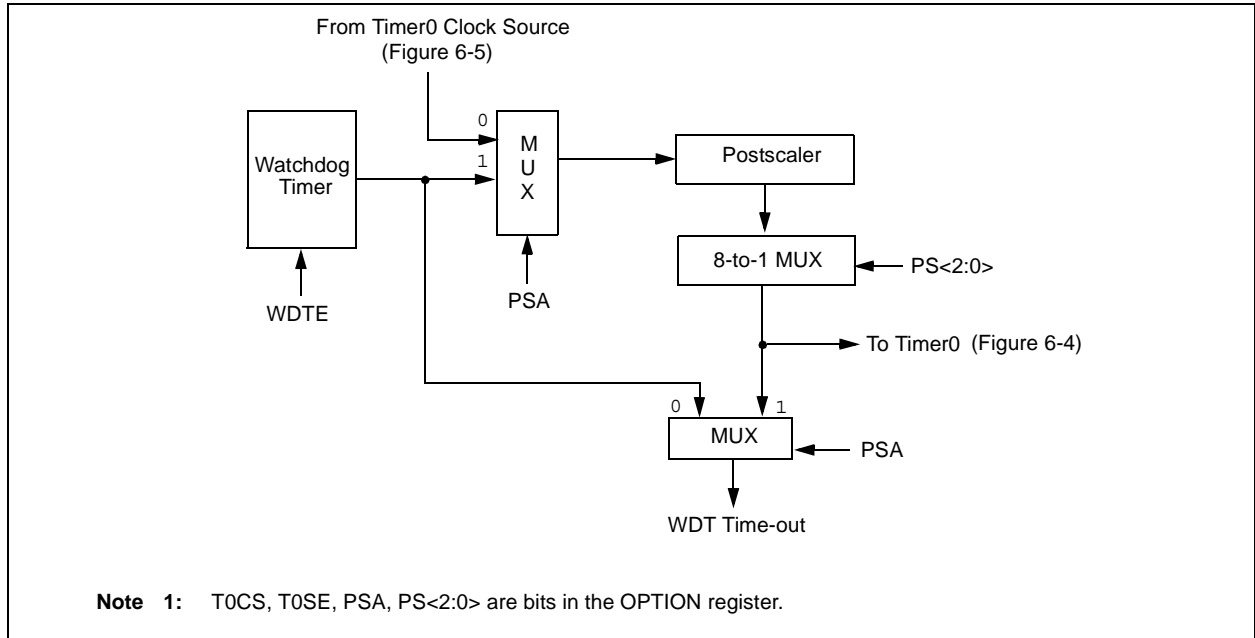 From Timer0 Clock Source
(Figure 6-5)
0
1
M
U
X
Watchdog
Timer
Postscaler
8-to-1 MUX
PS<2:0>
WDTE
PSA
To Timer0 (Figure 6-4)
0
1
MUX
PSA
WDT Time-out
Note 1: T0CS, T0SE, PSA, PS<2:0> are bits in the OPTION register.